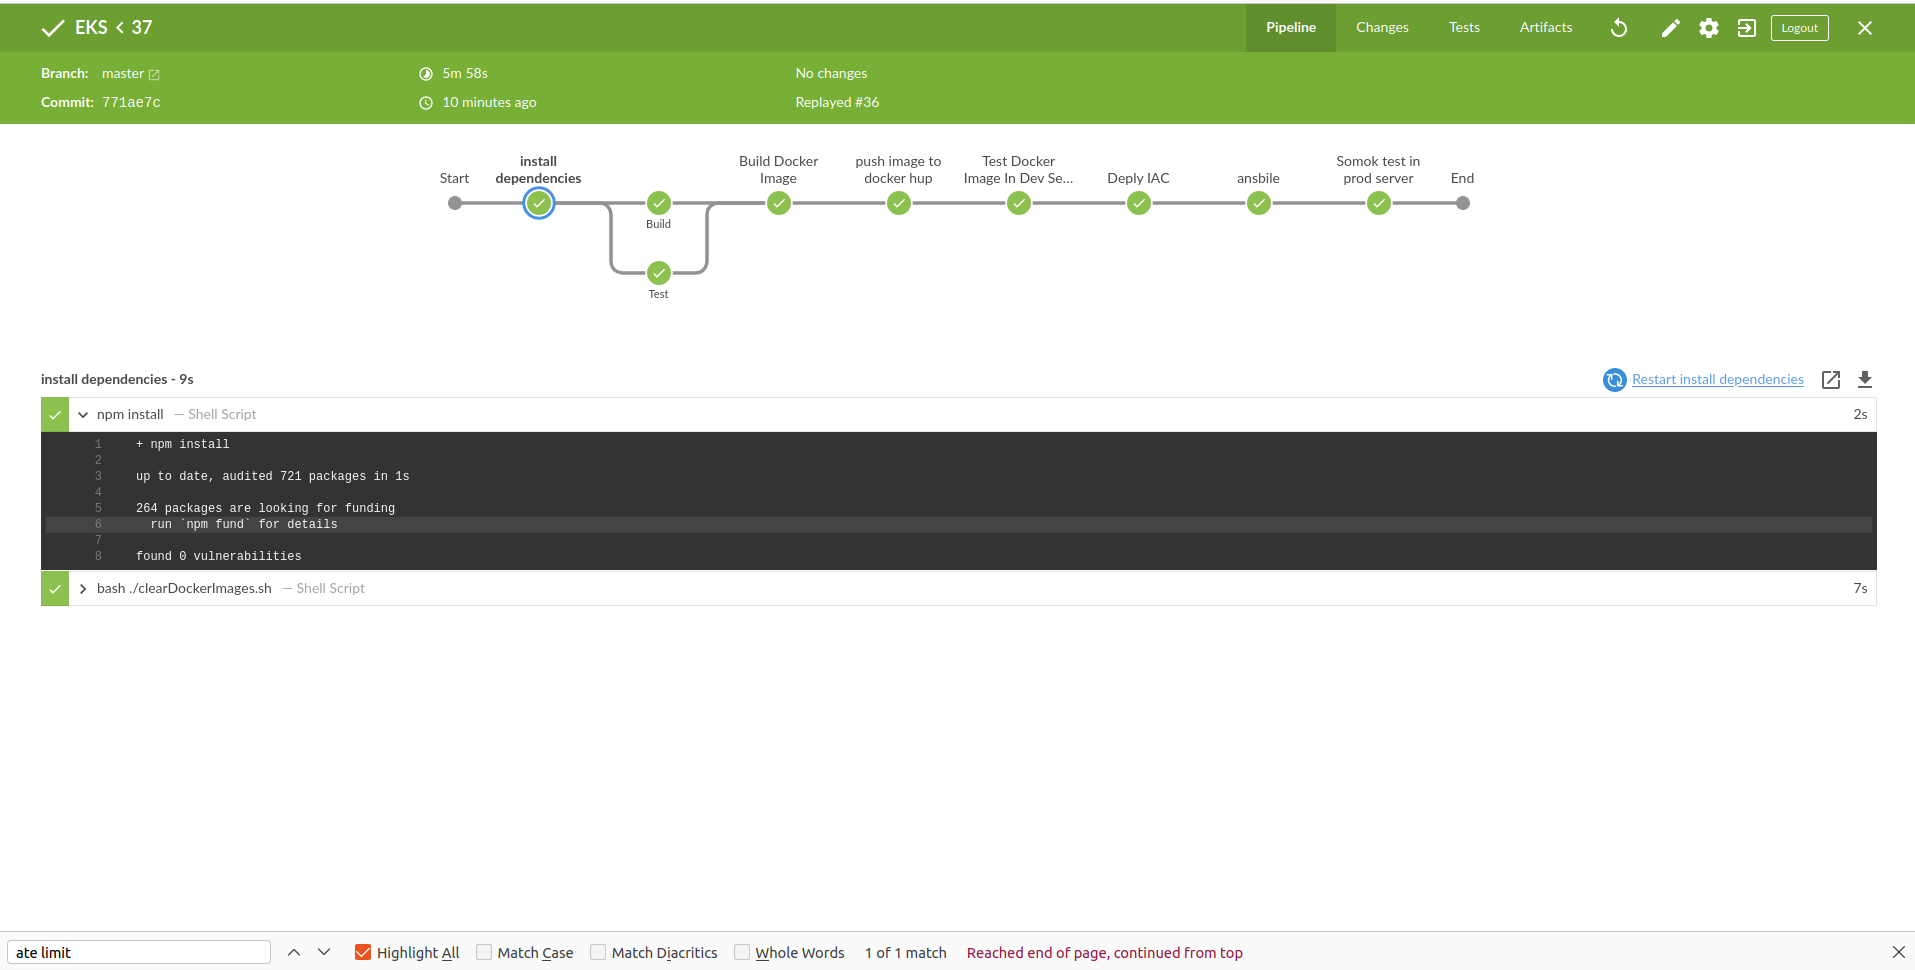 EKS < 37
Pipeline Changes Tests Artifacts Logout
Branch: master 5m 58s No changes
Commit: 771ae7c 10 minutes ago Replayed #36
Start
install
dependencies
Build
Test
Build Docker
Image
push image to
docker hup
Test Docker
Image In Dev Se...
Deply IAC
ansbile
Somok test in
prod server
End
install dependencies - 9s Restart install dependencies
npm install — Shell Script 2s
1 + npm install
2
3 up to date, audited 721 packages in 1s
4
5 264 packages are looking for funding
6 run `npm fund` for details
7
8 found 0 vulnerabilities
bash ./clearDockerImages.sh — Shell Script 7s
ate limit Highlight All Match Case Match Diacritics Whole Words 1 of 1 match Reached end of page, continued from top